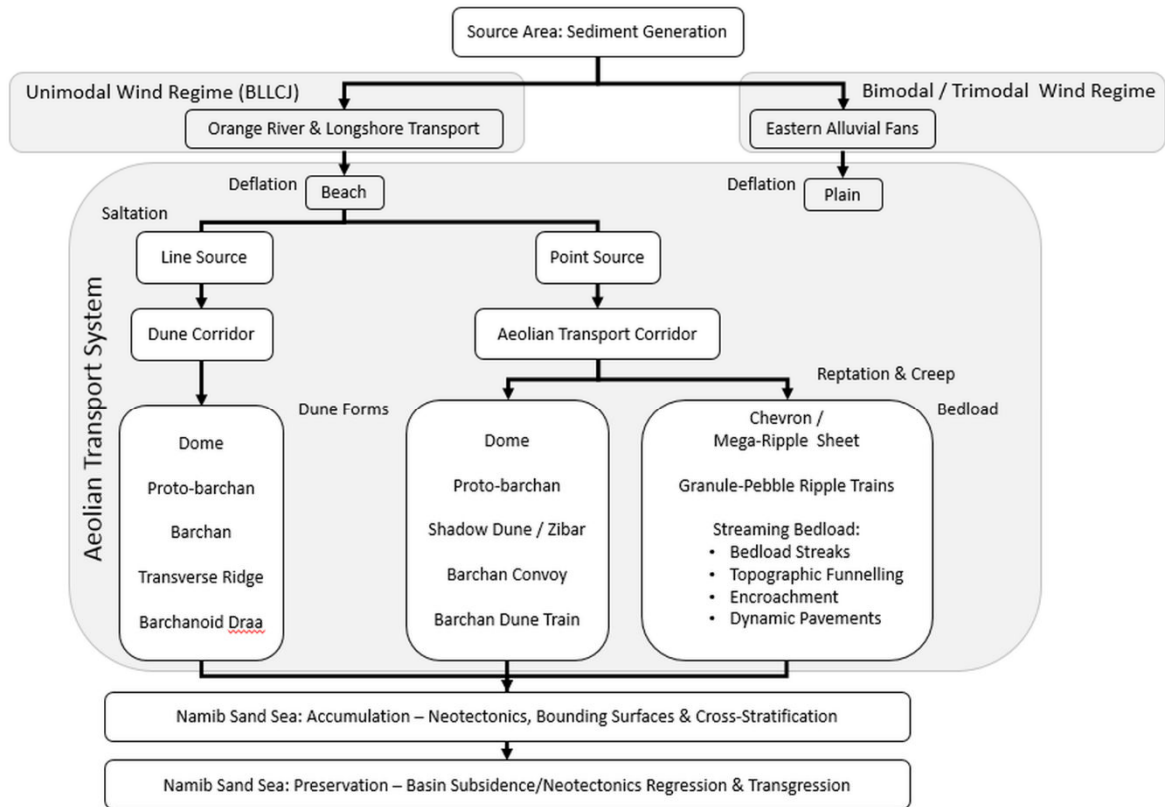 Source Area: Sediment Generation
Unimodal Wind Regime (BLLCJ)
Bimodal / Trimodal Wind Regime
Orange River & Longshore Transport
Eastern Alluvial Fans
Deflation
Beach
Deflation
Plain
Saltation
Line Source
Point Source
Aeolian Transport System
Dune Corridor
Aeolian Transport Corridor
Reptation & Creep
Dune Forms
Bedload
Dome
Proto-barchan
Barchan
Transverse Ridge
Barchanoid Draa
Dome
Proto-barchan
Shadow Dune / Zibar
Barchan Convoy
Barchan Dune Train
Chevron /
Mega-Ripple Sheet
Granule-Pebble Ripple Trains
Streaming Bedload:
• Bedload Streaks
• Topographic Funnelling
• Encroachment
• Dynamic Pavements
Namib Sand Sea: Accumulation – Neotectonics, Bounding Surfaces & Cross-Stratification
Namib Sand Sea: Preservation – Basin Subsidence/Neotectonics Regression & Transgression